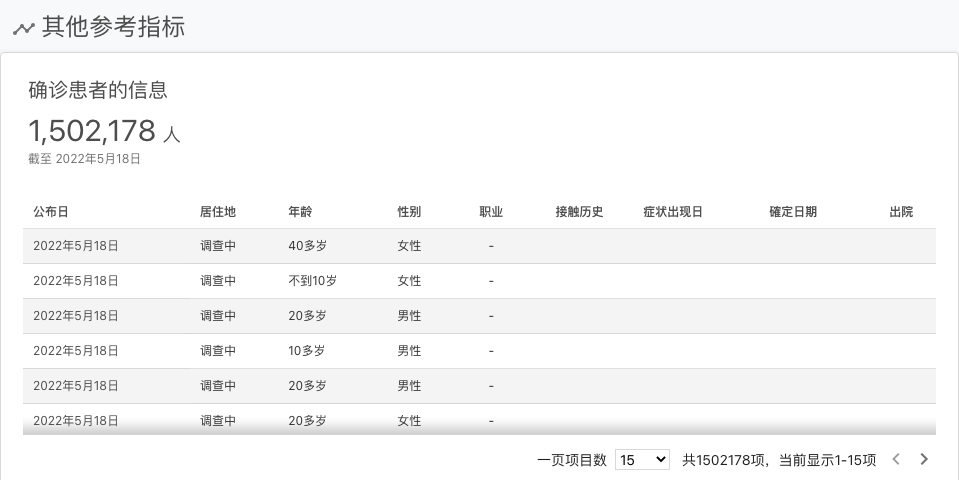 其他参考指标
确诊患者的信息
1,502,178 人
截至 2022年5月18日
公布日 居住地 年龄 性别 职业 接触历史 症状出现日 確定日期 出院
2022年5月18日 调查中 40多岁 女性 -
2022年5月18日 调查中 不到10岁 女性 -
2022年5月18日 调查中 20多岁 男性 -
2022年5月18日 调查中 10多岁 男性 -
2022年5月18日 调查中 20多岁 男性 -
2022年5月18日 调查中 20多岁 女性 -
一页项目数 15 共1502178项，当前显示1-15项